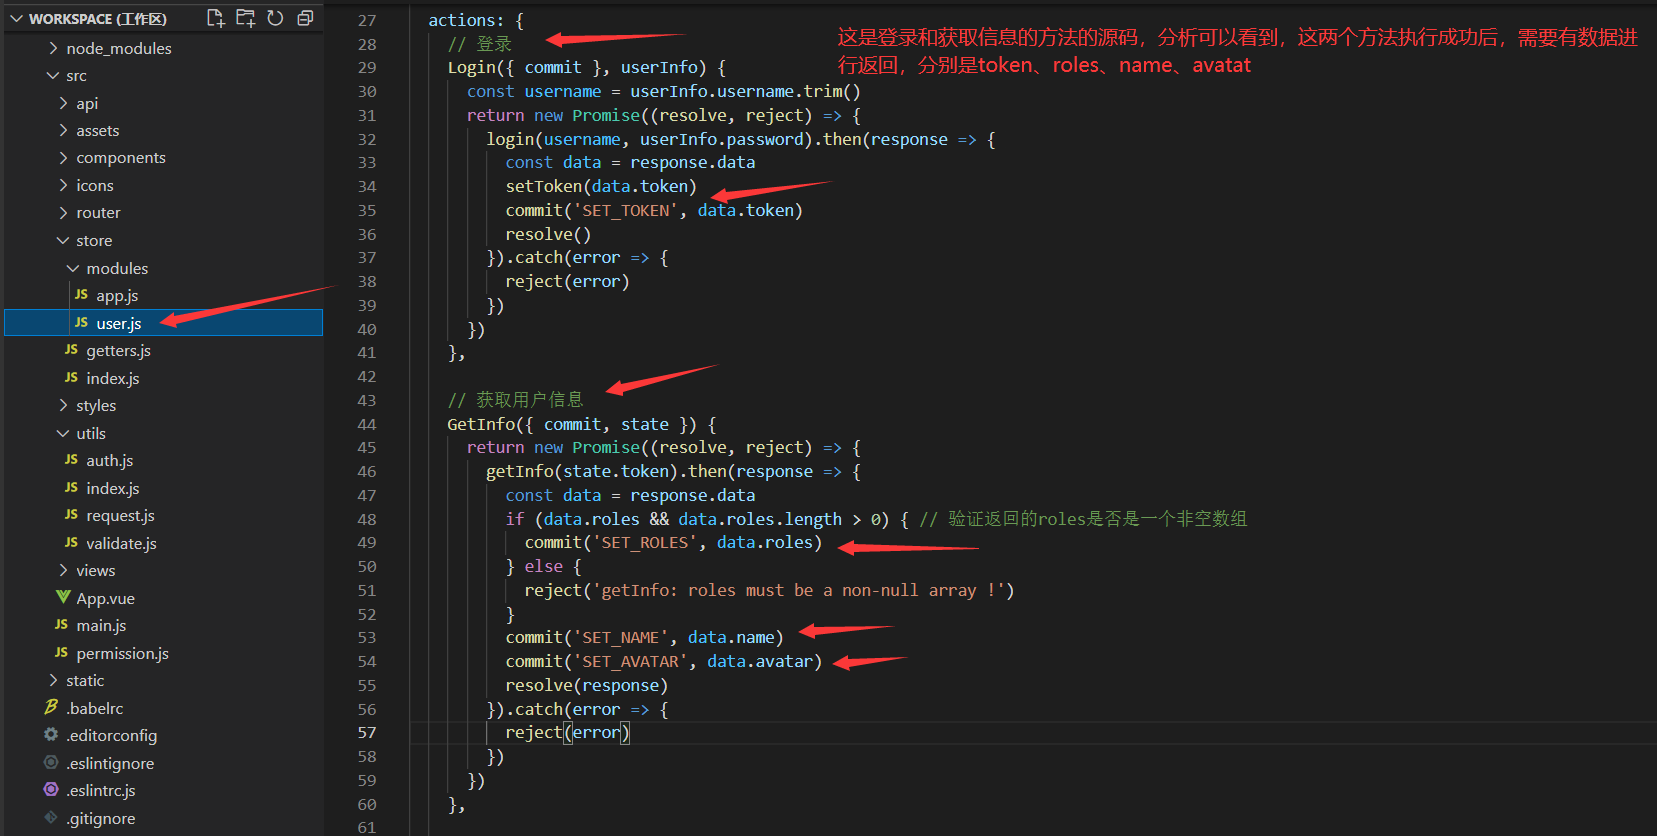 WORKSPACE (工作区)
node_modules
src
api
assets
components
icons
router
store
modules
JS app.js
JS user.js
JS getters.js
JS index.js
styles
utils
JS auth.js
JS index.js
JS request.js
JS validate.js
views
App.vue
JS main.js
JS permission.js
static
.babelrc
.editorconfig
.eslintignore
.eslintrc.js
.gitignore
这是登录和获取信息的方法的源码，分析可以看到，这两个方法执行成功后，需要有数据进
行返回，分别是token、roles、name、avatat
27 actions: {
28 // 登录
29 Login({ commit }, userInfo) {
30 const username = userInfo.username.trim()
31 return new Promise((resolve, reject) => {
32 login(username, userInfo.password).then(response => {
33 const data = response.data
34 setToken(data.token)
35 commit('SET_TOKEN', data.token)
36 resolve()
37 }).catch(error => {
38 reject(error)
39 })
40 })
41 },
42
43 // 获取用户信息
44 GetInfo({ commit, state }) {
45 return new Promise((resolve, reject) => {
46 getInfo(state.token).then(response => {
47 const data = response.data
48 if (data.roles && data.roles.length > 0) { // 验证返回的roles是否是一个非空数组
49 commit('SET_ROLES', data.roles)
50 } else {
51 reject('getInfo: roles must be a non-null array !')
52 }
53 commit('SET_NAME', data.name)
54 commit('SET_AVATAR', data.avatar)
55 resolve(response)
56 }).catch(error => {
57 reject(error)
58 })
59 })
60 },
61